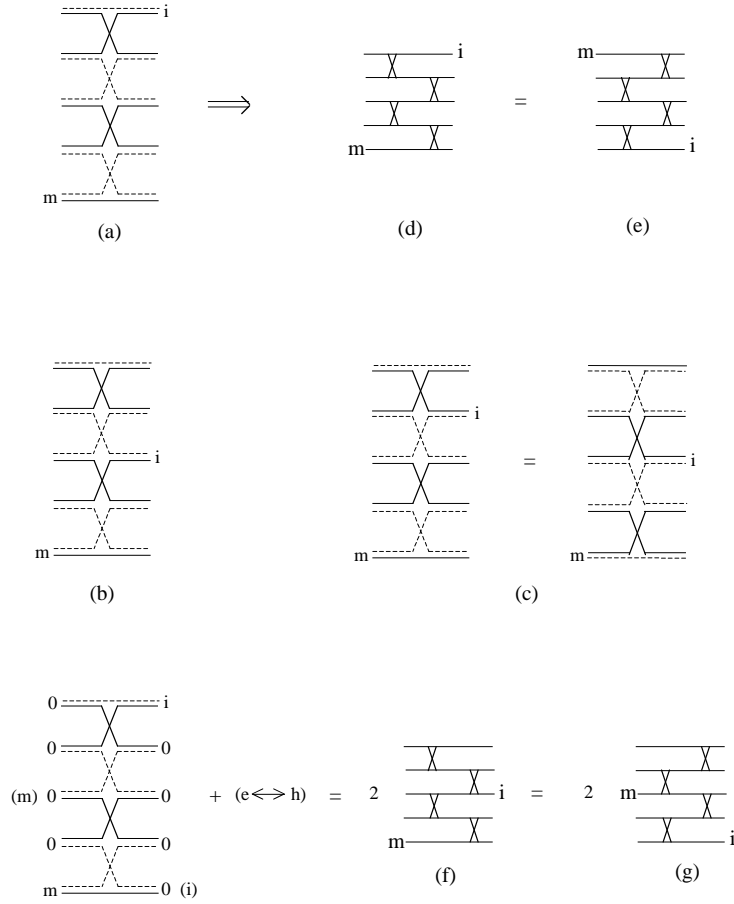 i
m
(a)
i
m
(d)
=
m
i
(e)
i
m
(b)
i
m
=
i
m
(c)
0 i
0 0
(m) 0 0
0 0
m 0 (i)
+ (e h) = 2
i
m
(f)
= 2
m
i
(g)